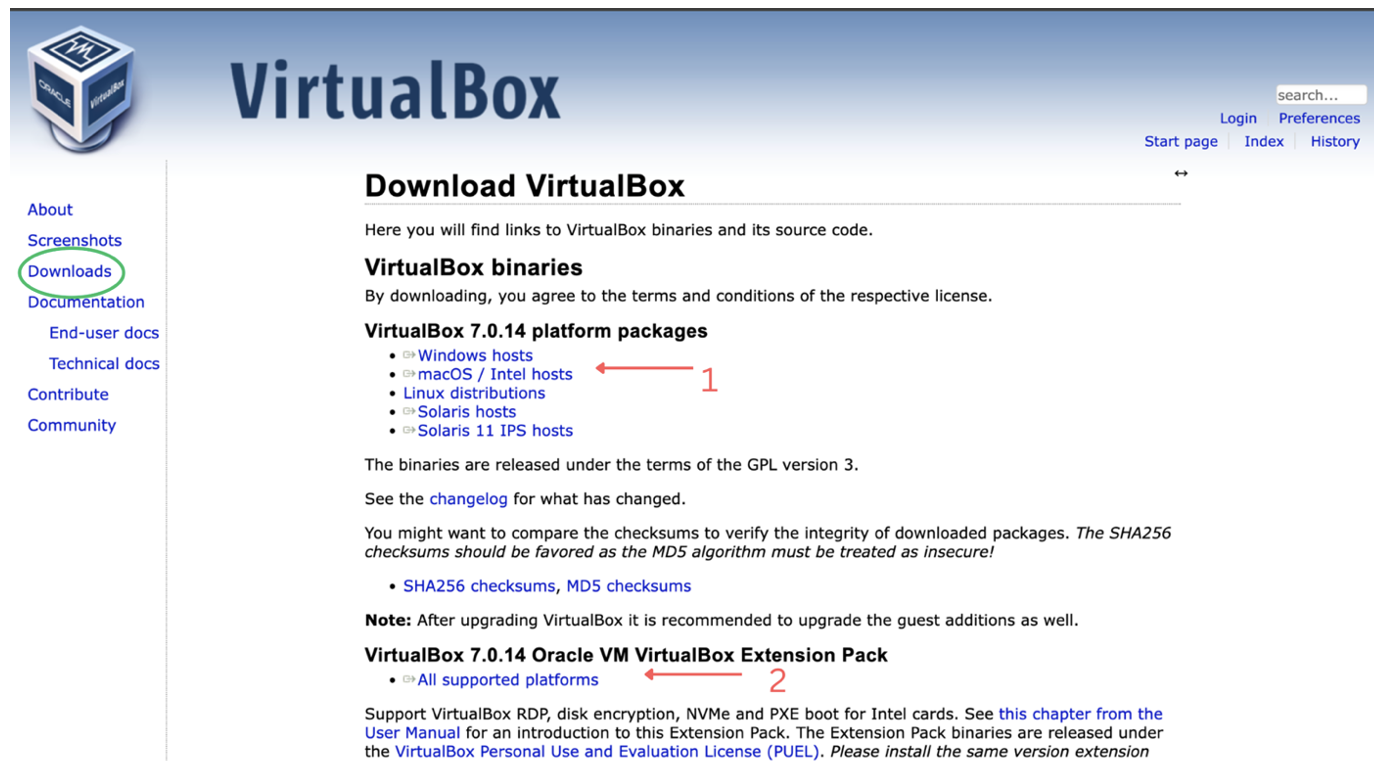 ORACLE
VirtualBox
VirtualBox
search...
Login
Preferences
Start page
Index
History
About
Screenshots
Downloads
Documentation
End-user docs
Technical docs
Contribute
Community
Download VirtualBox
Here you will find links to VirtualBox binaries and its source code.
VirtualBox binaries
By downloading, you agree to the terms and conditions of the respective license.
VirtualBox 7.0.14 platform packages
• Windows hosts
• macOS / Intel hosts
1
• Linux distributions
• Solaris hosts
• Solaris 11 IPS hosts
The binaries are released under the terms of the GPL version 3.
See the changelog for what has changed.
You might want to compare the checksums to verify the integrity of downloaded packages. The SHA256
checksums should be favored as the MD5 algorithm must be treated as insecure!
• SHA256 checksums, MD5 checksums
Note: After upgrading VirtualBox it is recommended to upgrade the guest additions as well.
VirtualBox 7.0.14 Oracle VM VirtualBox Extension Pack
• All supported platforms
2
Support VirtualBox RDP, disk encryption, NVMe and PXE boot for Intel cards. See this chapter from the
User Manual for an introduction to this Extension Pack. The Extension Pack binaries are released under
the VirtualBox Personal Use and Evaluation License (PUEL). Please install the same version extension